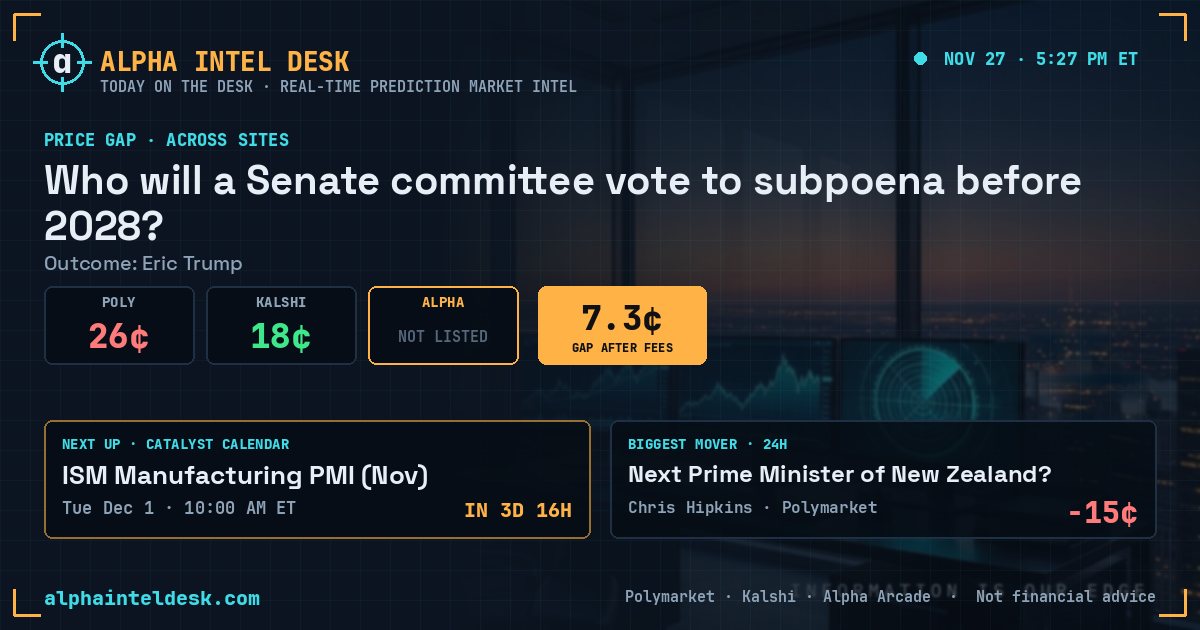 α
ALPHA INTEL DESK
TODAY ON THE DESK · REAL-TIME PREDICTION MARKET INTEL
NOV 27 · 5:27 PM ET
PRICE GAP · ACROSS SITES
Who will a Senate committee vote to subpoena before
2028?
Outcome: Eric Trump
POLY
26¢
KALSHI
18¢
ALPHA
NOT LISTED
7.3¢
GAP AFTER FEES
NEXT UP · CATALYST CALENDAR
ISM Manufacturing PMI (Nov)
Tue Dec 1 · 10:00 AM ET
IN 3D 16H
BIGGEST MOVER · 24H
Next Prime Minister of New Zealand?
Chris Hipkins · Polymarket
-15¢
INFORMATION IS OUR EDGE
alphainteldesk.com
Polymarket · Kalshi · Alpha Arcade · Not financial advice